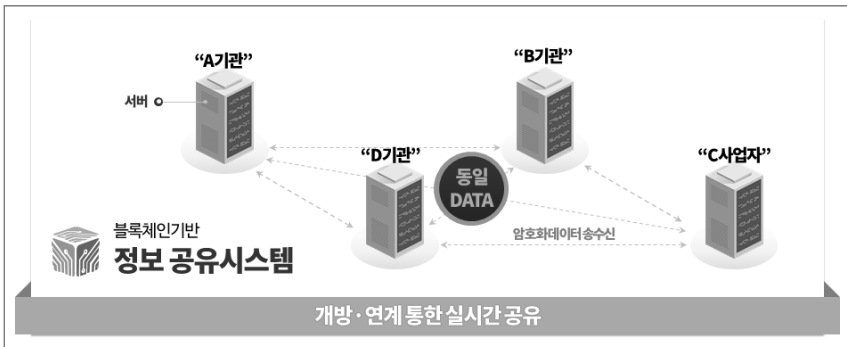 “A기관”
“B기관”
서버
“D기관”
“C사업자”
동일
DATA
블록체인기반
정보 공유시스템
암호화데이터 송수신
개방·연계 통한 실시간 공유